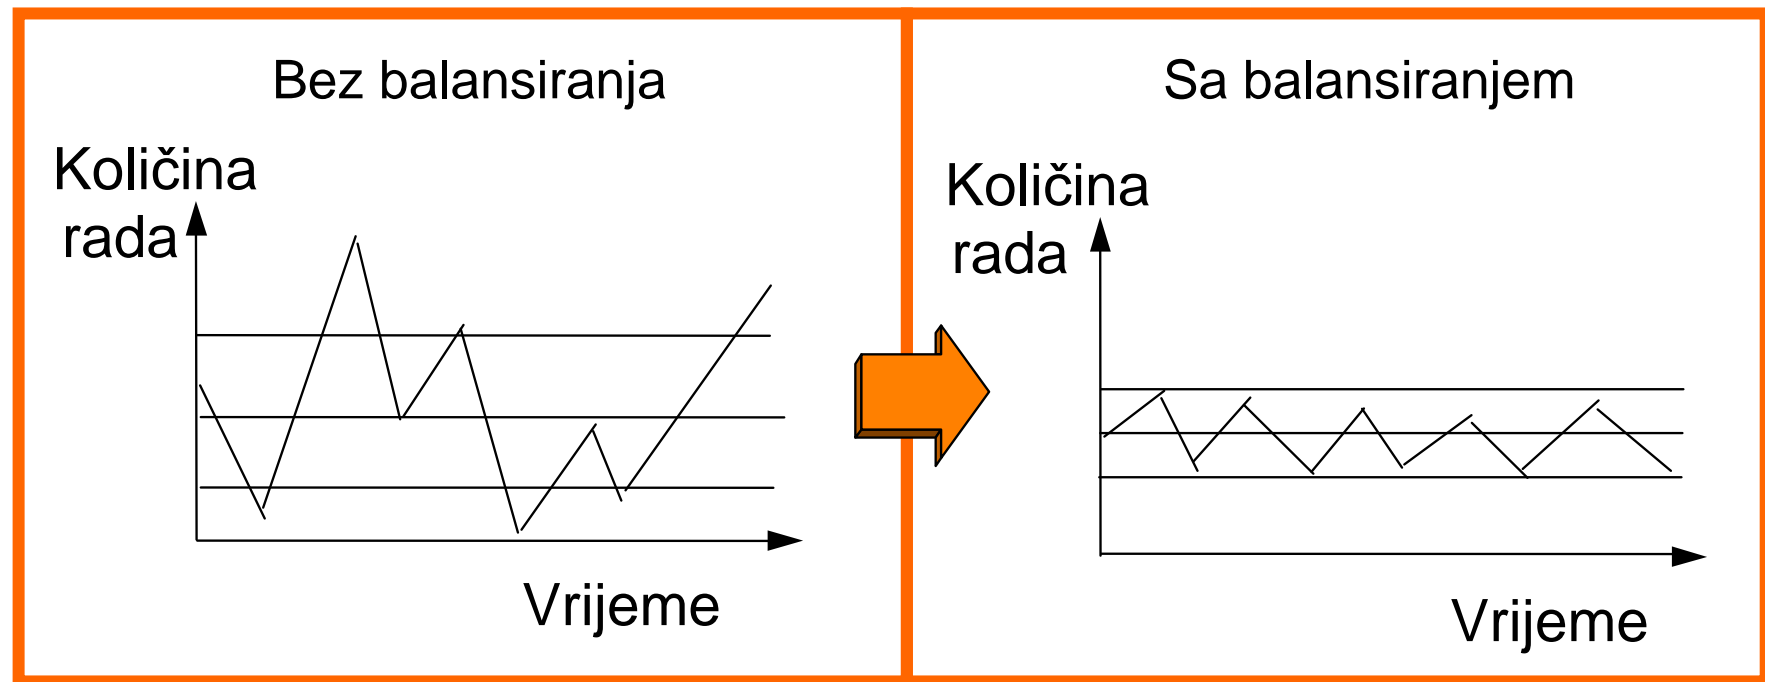 Bez balansiranja
Količina
rada
Vrijeme
Sa balansiranjem
Količina
rada
Vrijeme